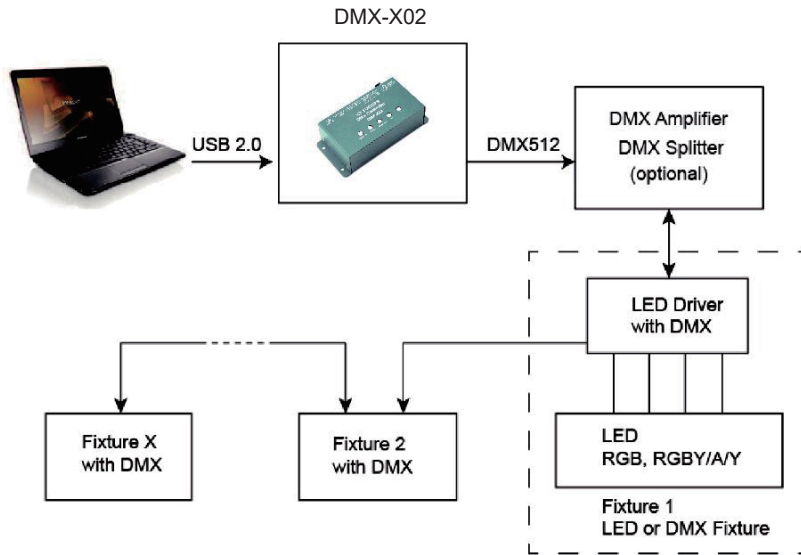 DMX-X02
USB 2.0
DMX512
DMX Amplifier
DMX Splitter
(optional)
LED Driver
with DMX
Fixture X
with DMX
Fixture 2
with DMX
LED
RGB, RGBY/A/Y
Fixture 1
LED or DMX Fixture